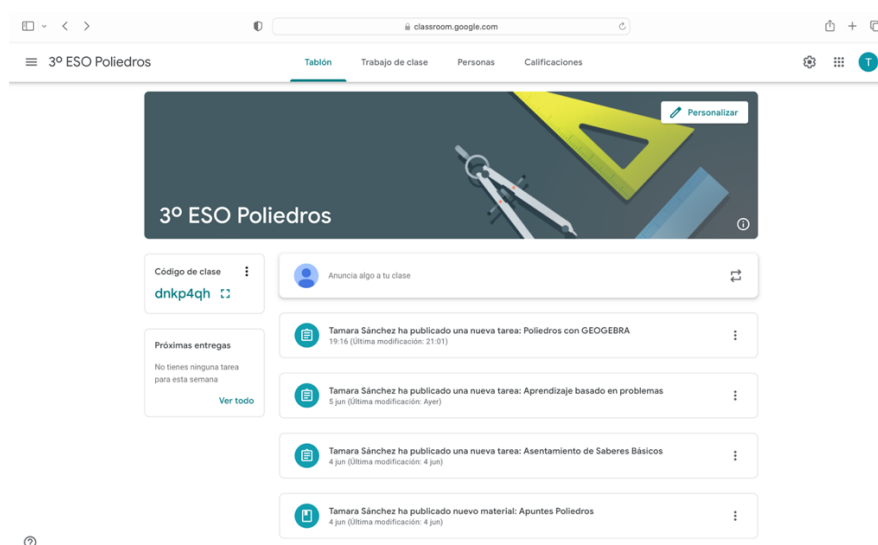 classroom.google.com
3º ESO Poliedros
Tablón Trabajo de clase Personas Calificaciones
T
Personalizar
3º ESO Poliedros
Código de clase
dnkp4qh
Próximas entregas
No tienes ninguna tarea
para esta semana
Ver todo
Anuncia algo a tu clase
Tamara Sánchez ha publicado una nueva tarea: Poliedros con GEOGEBRA
19:16 (Última modificación: 21:01)
Tamara Sánchez ha publicado una nueva tarea: Aprendizaje basado en problemas
5 jun (Última modificación: Ayer)
Tamara Sánchez ha publicado una nueva tarea: Asentamiento de Saberes Básicos
4 jun (Última modificación: 4 jun)
Tamara Sánchez ha publicado nuevo material: Apuntes Poliedros
4 jun (Última modificación: 4 jun)